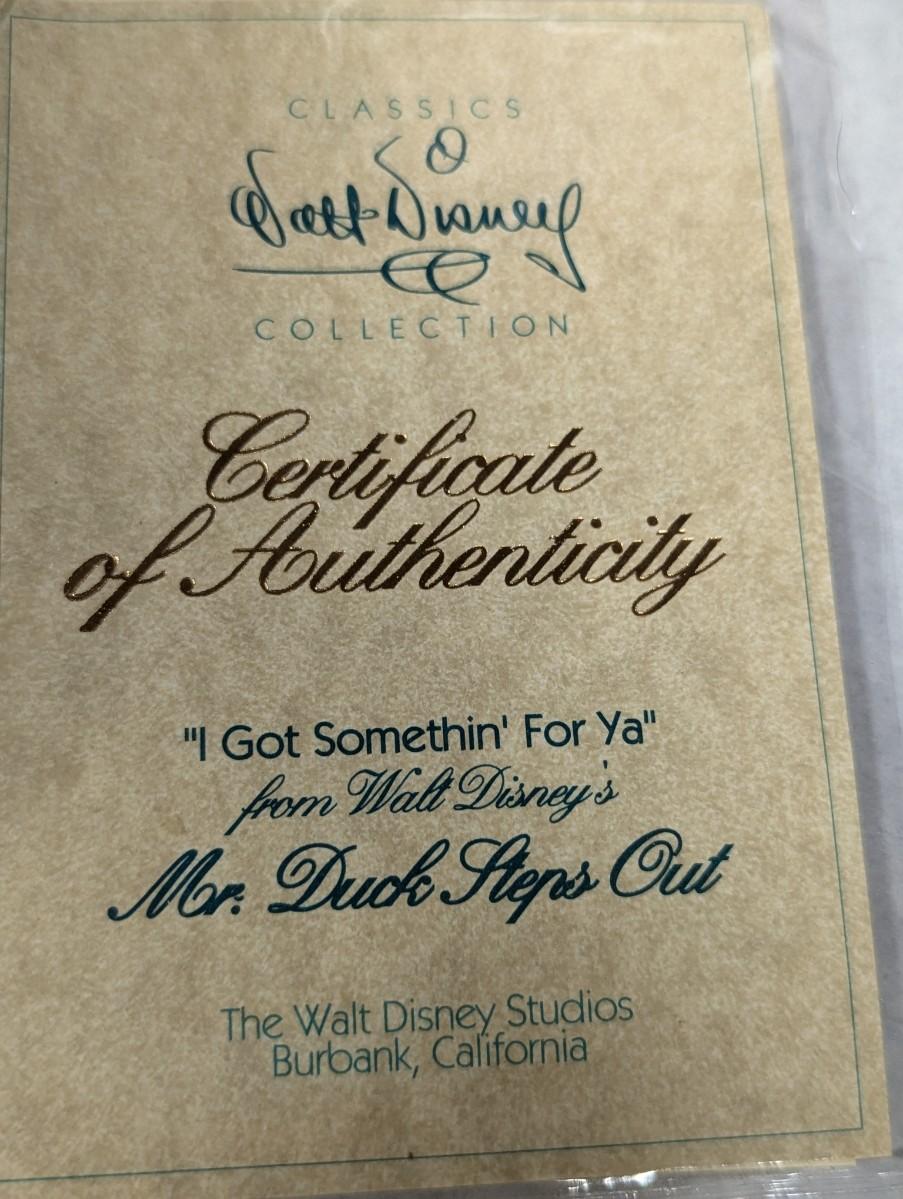 CLASSICS
Walt Disney
COLLECTION
Certificate
of Authenticity
"I Got Somethin' For Ya"
from Walt Disney's
Mr. Duck Steps Out
The Walt Disney Studios
Burbank, California